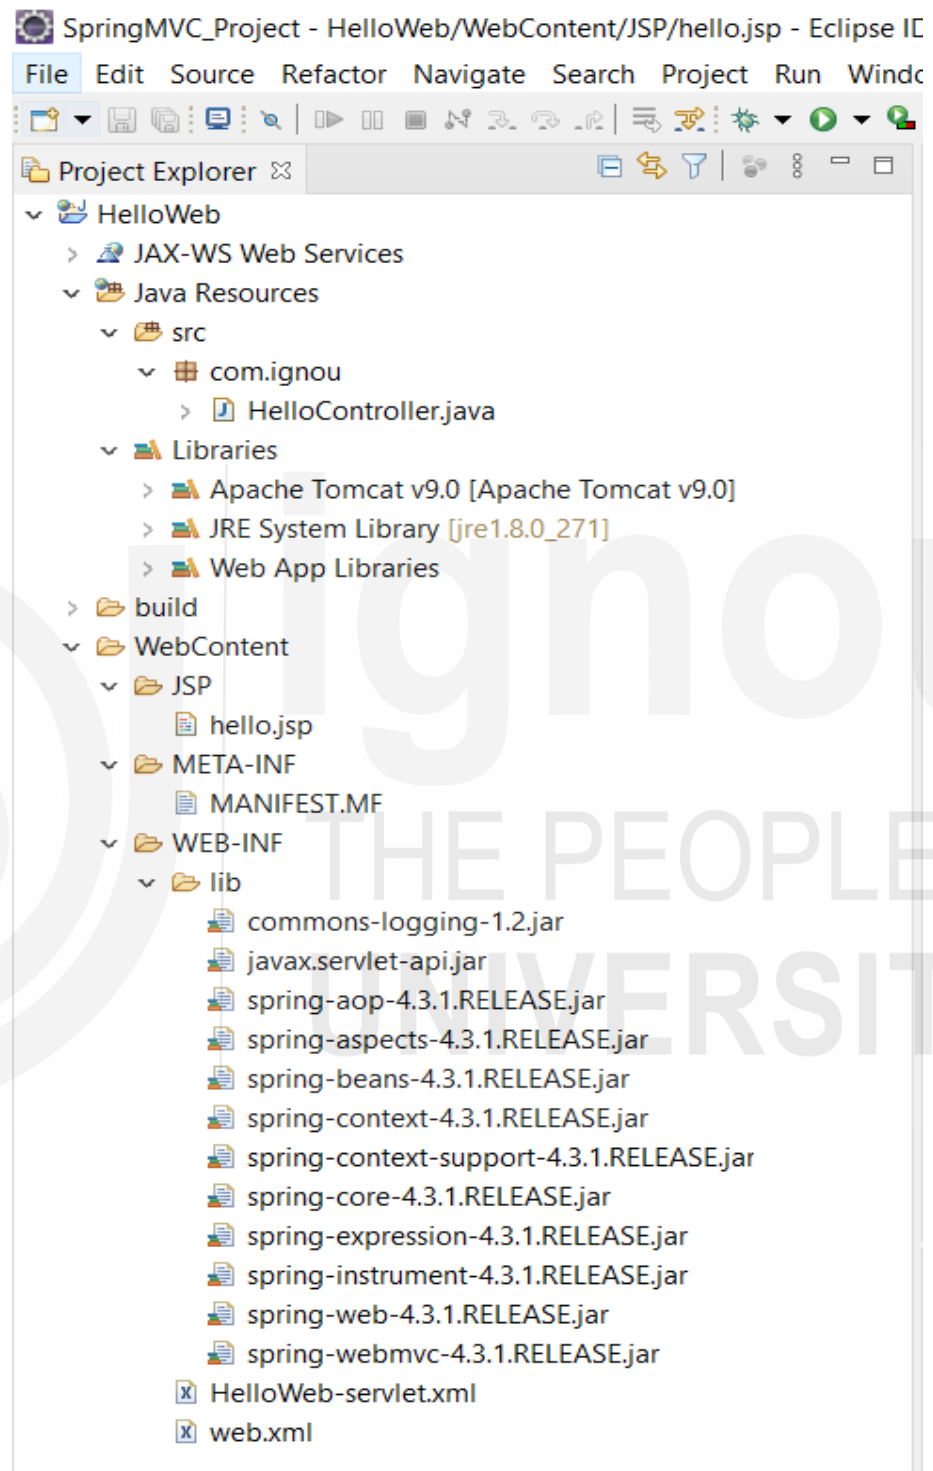 SpringMVC_Project - HelloWeb/WebContent/JSP/hello.jsp - Eclipse ID
File Edit Source Refactor Navigate Search Project Run Windo
Project Explorer
HelloWeb
JAX-WS Web Services
Java Resources
src
com.ignou
HelloController.java
Libraries
Apache Tomcat v9.0 [Apache Tomcat v9.0]
JRE System Library [jre1.8.0_271]
Web App Libraries
build
WebContent
JSP
hello.jsp
META-INF
MANIFEST.MF
WEB-INF
lib
commons-logging-1.2.jar
javax.servlet-api.jar
spring-aop-4.3.1.RELEASE.jar
spring-aspects-4.3.1.RELEASE.jar
spring-beans-4.3.1.RELEASE.jar
spring-context-4.3.1.RELEASE.jar
spring-context-support-4.3.1.RELEASE.jar
spring-core-4.3.1.RELEASE.jar
spring-expression-4.3.1.RELEASE.jar
spring-instrument-4.3.1.RELEASE.jar
spring-web-4.3.1.RELEASE.jar
spring-webmvc-4.3.1.RELEASE.jar
HelloWeb-servlet.xml
web.xml
ignou
THE PEOPLE
UNIVERSIT